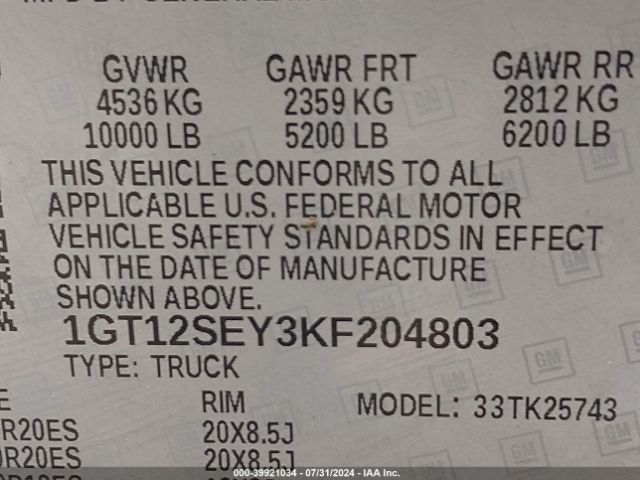 GVWR GAWR FRT GAWR RR
4536 KG 2359 KG 2812 KG
10000 LB 5200 LB 6200 LB
THIS VEHICLE CONFORMS TO ALL
APPLICABLE U.S. FEDERAL MOTOR
VEHICLE SAFETY STANDARDS IN EFFECT
ON THE DATE OF MANUFACTURE
SHOWN ABOVE.
1GT12SEY3KF204803
TYPE: TRUCK
RIM MODEL: 33TK25743
R20ES 20X8.5J
R20ES 20X8.5J
000-39921034 - 07/31/2024 - IAA Inc.